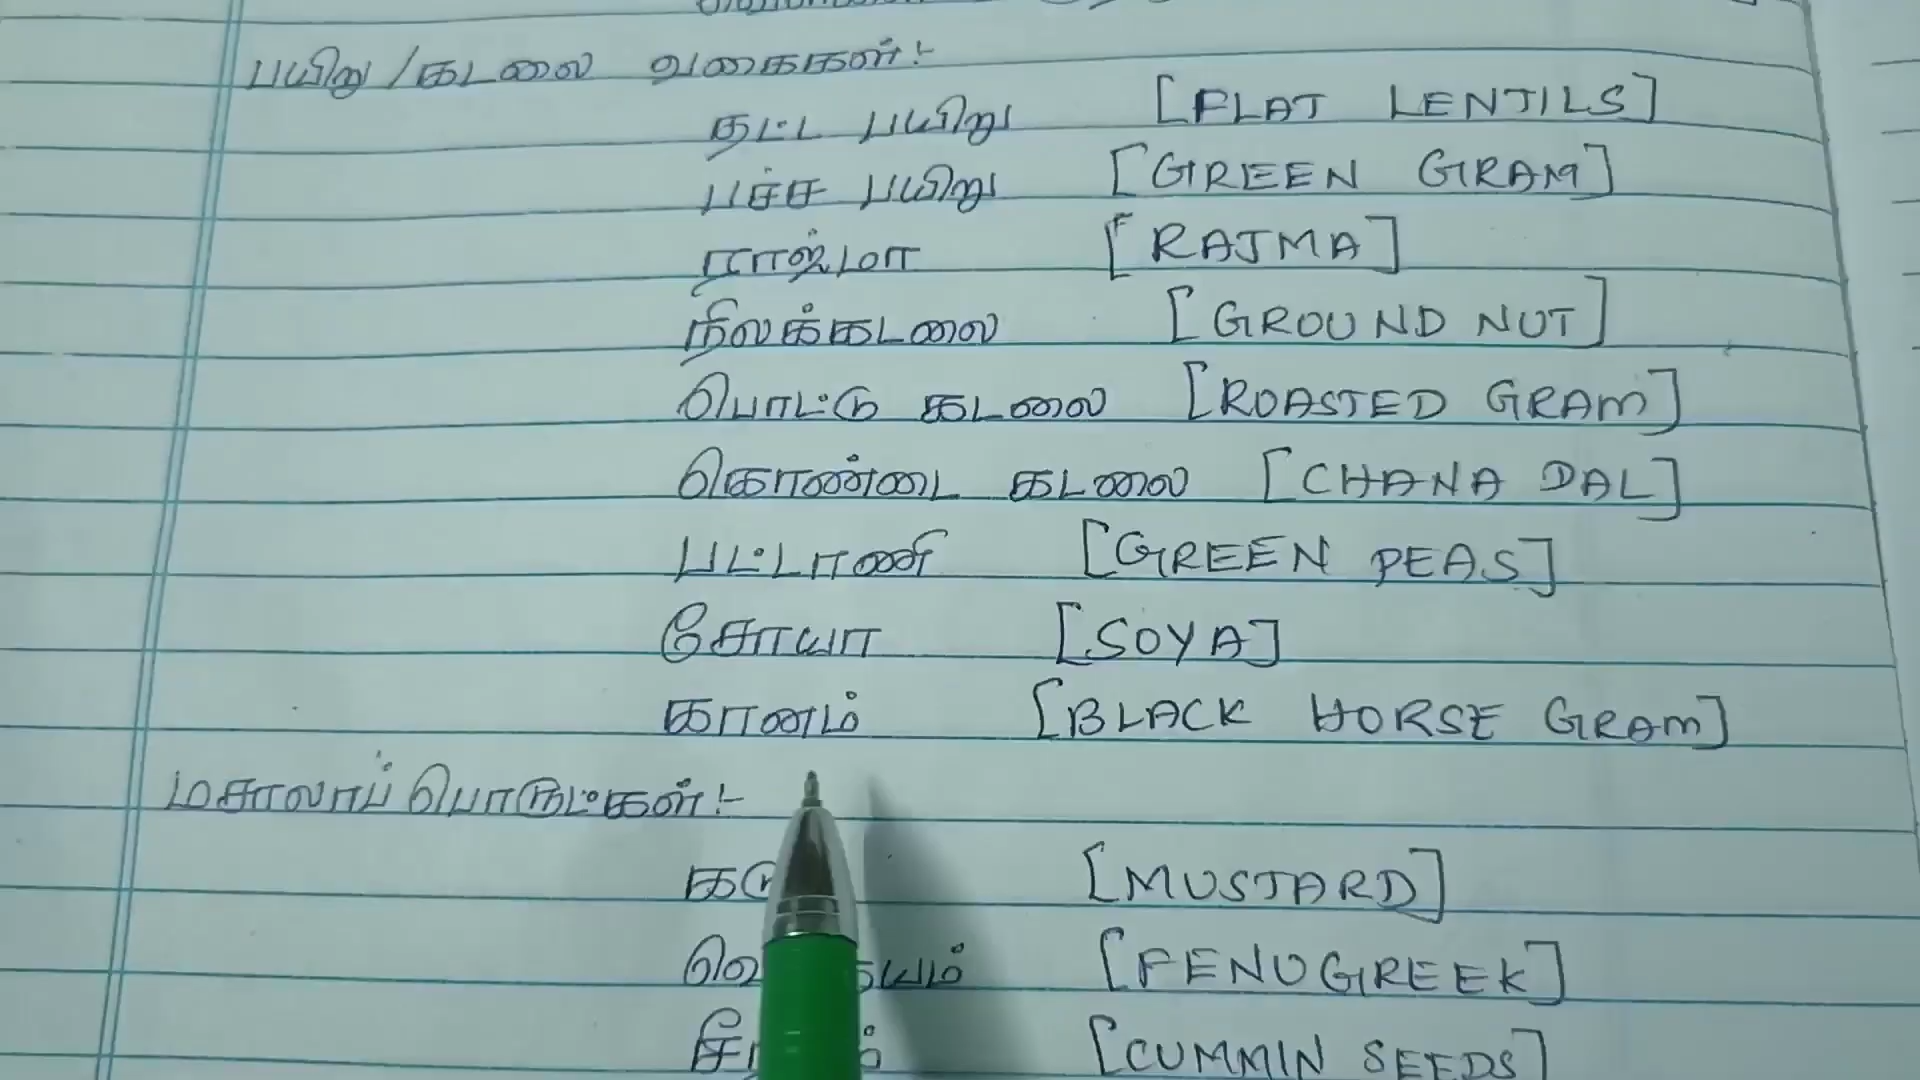 பயிறு / கடலை வகைகள் :-
தட்ட பயிறு [FLAT LENTILS]
பச்ச பயிறு [GREEN GRAM]
ராஜ்மா [RAJMA]
நிலக்கடலை [GROUND NUT]
பொட்டு கடலை [ROASTED GRAM]
கொண்டை கடலை [CHANA DAL]
பட்டாணி [GREEN PEAS]
சோயா [SOYA]
கானம் [BLACK HORSE GRAM]
மசாலாப் பொருட்கள் :-
[MUSTARD]
[FENUGREEK]
[CUMMIN SEEDS]